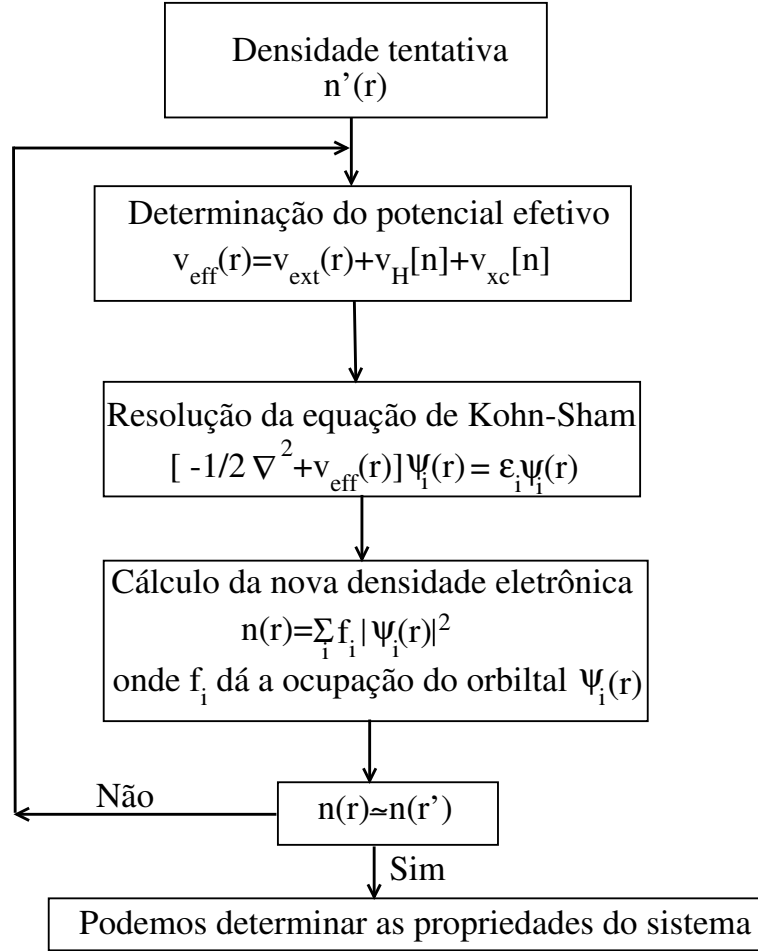 Densidade tentativa
n’(r)
Determinação do potencial efetivo
v_eff(r)=v_ext(r)+v_H[n]+v_xc[n]
Resolução da equação de Kohn-Sham
[ -1/2 ∇²+v_eff(r)]ψ_i(r) = ε_iψ_i(r)
Cálculo da nova densidade eletrônica
n(r)=Σ_i f_i|ψ_i(r)|²
onde f_i dá a ocupação do orbiltal ψ_i(r)
Não
n(r)≃n(r’)
Sim
Podemos determinar as propriedades do sistema